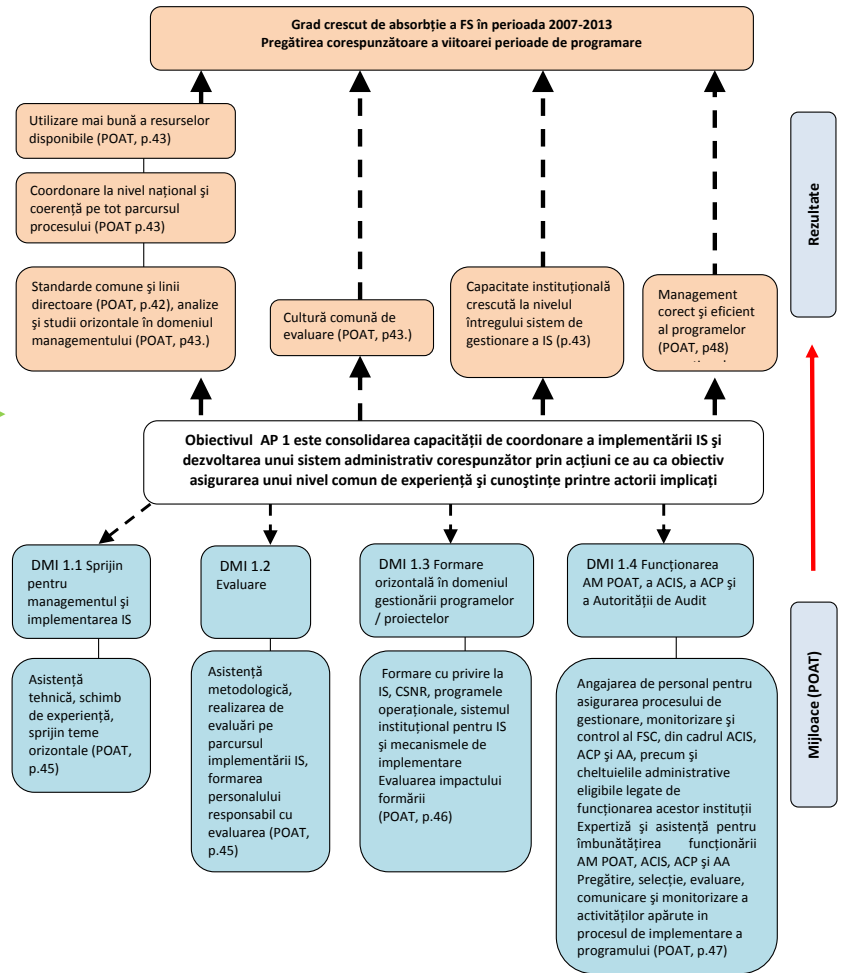 Grad crescut de absorbție a FS în perioada 2007-2013
Pregătirea corespunzătoare a viitoarei perioade de programare
Utilizare mai bună a resurselor
disponibile (POAT, p.43)
Coordonare la nivel național și
coerență pe tot parcursul
procesului (POAT p.43)
Standarde comune și linii
directoare (POAT, p.42), analize
și studii orizontale în domeniul
managementului (POAT, p43.)
Cultură comună de
evaluare (POAT, p43.)
Capacitate instituțională
crescută la nivelul
întregului sistem de
gestionare a IS (p.43)
Management
corect și eficient
al programelor
(POAT, p48)
Rezultate
Obiectivul AP 1 este consolidarea capacității de coordonare a implementării IS și
dezvoltarea unui sistem administrativ corespunzător prin acțiuni ce au ca obiectiv
asigurarea unui nivel comun de experiență și cunoștințe printre actorii implicați
DMI 1.1 Sprijin
pentru
managementul și
implementarea IS
DMI 1.2
Evaluare
DMI 1.3 Formare
orizontală în domeniul
gestionării programelor
/ proiectelor
DMI 1.4 Funcționarea
AM POAT, a ACIS, a ACP și
a Autorității de Audit
Asistență
tehnică, schimb
de experiență,
sprijin teme
orizontale (POAT,
p.45)
Asistență
metodologică,
realizarea de
evaluări pe
parcursul
implementării IS,
formarea
personalului
responsabil cu
evaluarea (POAT,
p.45)
Formare cu privire la
IS, CSNR, programele
operaționale, sistemul
instituțional pentru IS
și mecanismele de
implementare
Evaluarea impactului
formării
(POAT, p.46)
Angajarea de personal pentru
asigurarea procesului de
gestionare, monitorizare și
control al FSC, din cadrul ACIS,
ACP și AA, precum și
cheltuielile administrative
eligibile legate de
funcționarea acestor instituții
Expertiză și asistență pentru
îmbunătățirea funcționării
AM POAT, ACIS, ACP și AA
Pregătire, selecție, evaluare,
comunicare și monitorizare a
activităților apărute in
procesul de implementare a
programului (POAT, p.47)
Mijloace (POAT)